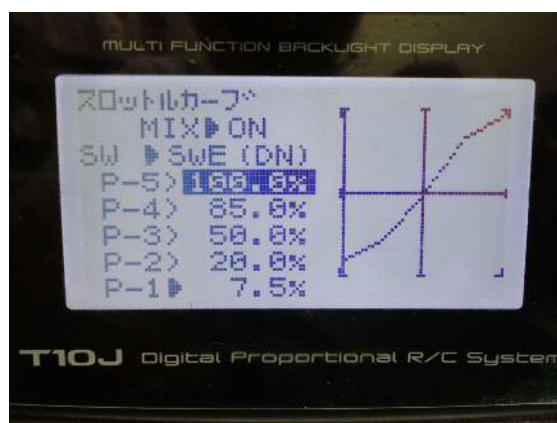 MULTI FUNCTION BACKLIGHT DISPLAY
スロットルカーブ
MIX▶ON
SW ▶SWE(DN)
P-5) 100.0%
P-4) 85.0%
P-3) 50.0%
P-2) 20.0%
P-1▶ 7.5%
T10J Digital Proportional R/C System